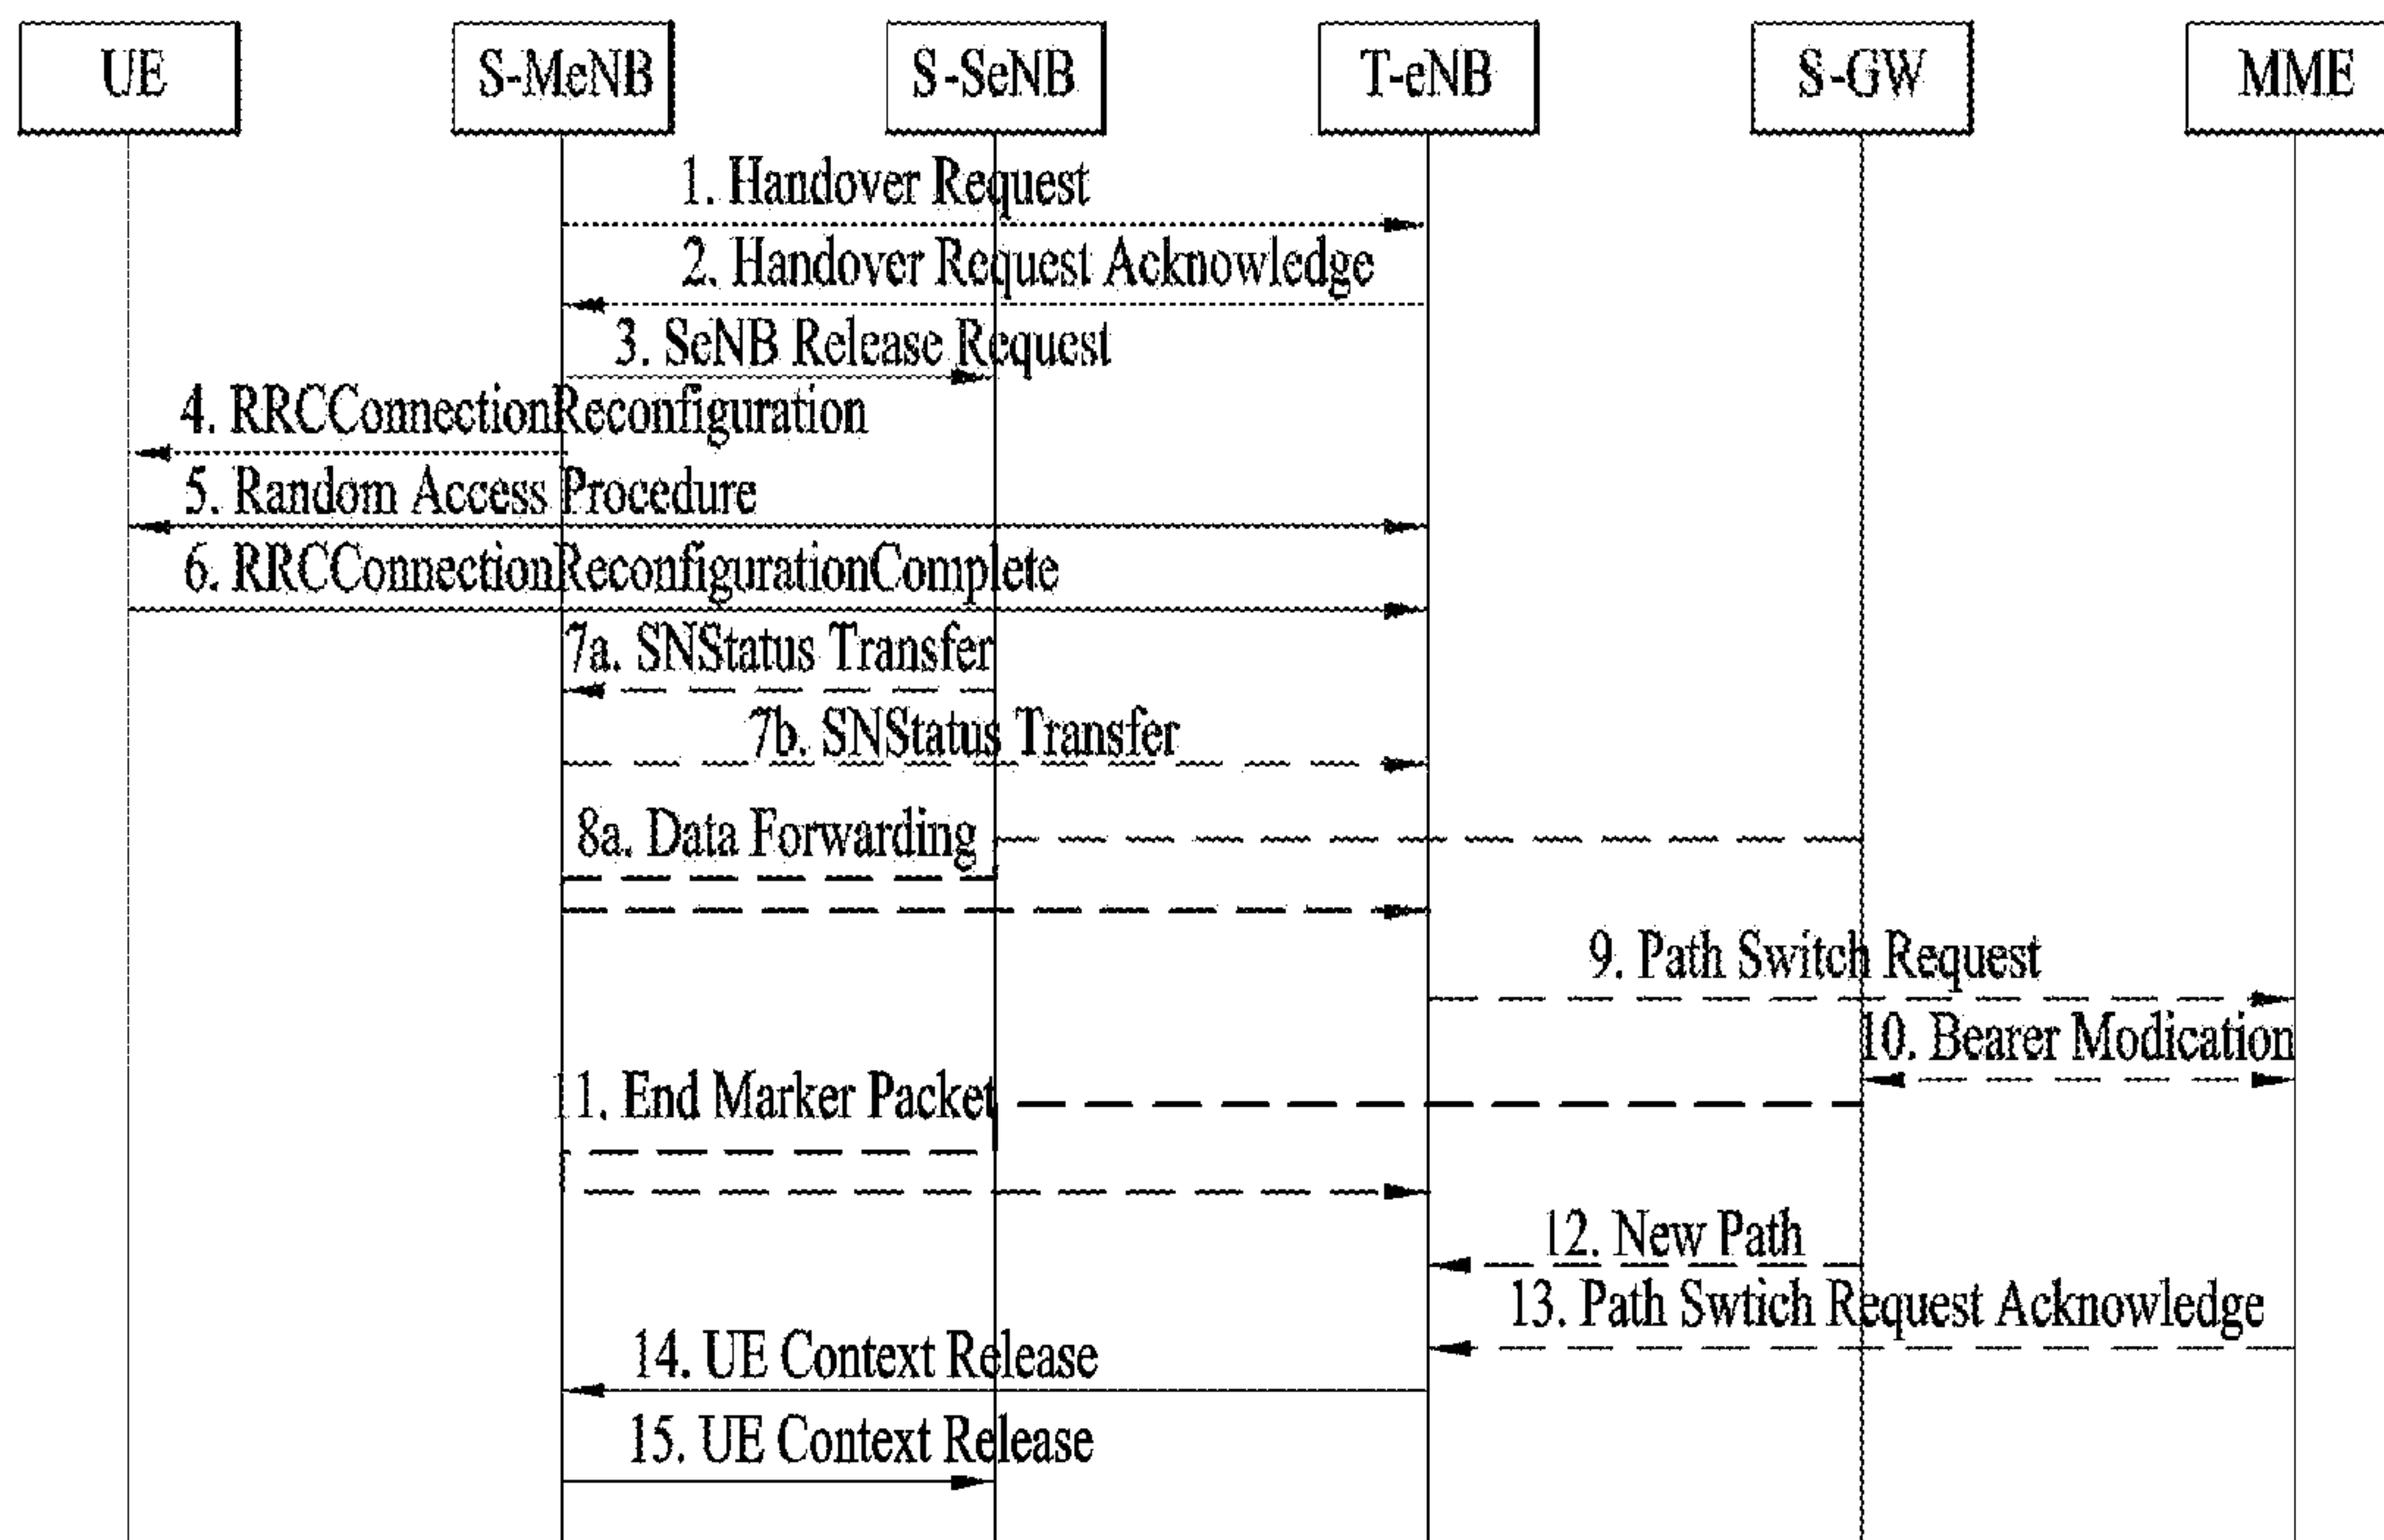 UE
S-MeNB
S-SeNB
T-eNB
S-GW
MME
1. Handover Request
2. Handover Request Acknowledge
3. SeNB Release Request
4. RRCConnectionReconfiguration
5. Random Access Procedure
6. RRCConnectionReconfigurationComplete
7a. SNStatus Transfer
7b. SNStatus Transfer
8a. Data Forwarding
9. Path Switch Request
10. Bearer Modication
11. End Marker Packet
12. New Path
13. Path Swtich Request Acknowledge
14. UE Context Release
15. UE Context Release